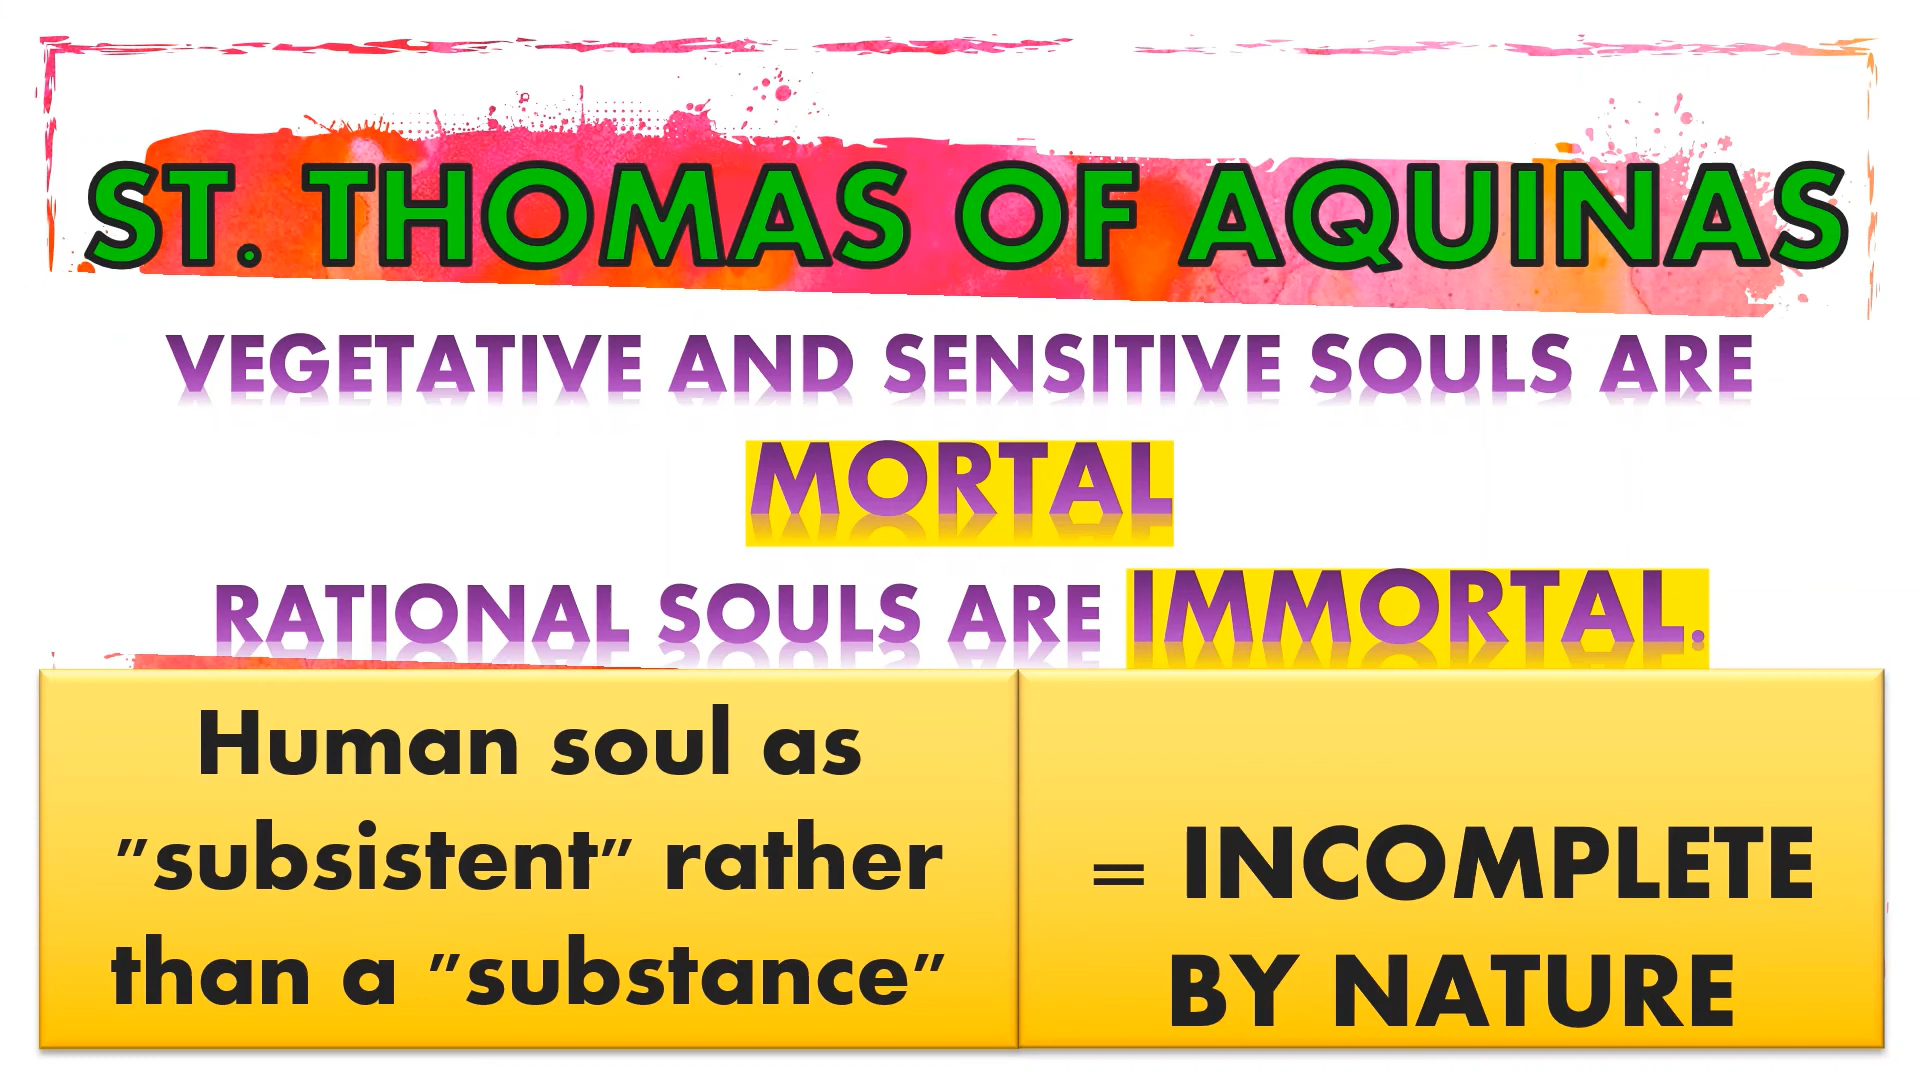 ST. THOMAS OF AQUINAS
VEGETATIVE AND SENSITIVE SOULS ARE
MORTAL
RATIONAL SOULS ARE IMMORTAL.
Human soul as
"subsistent" rather
than a "substance"
= INCOMPLETE
BY NATURE